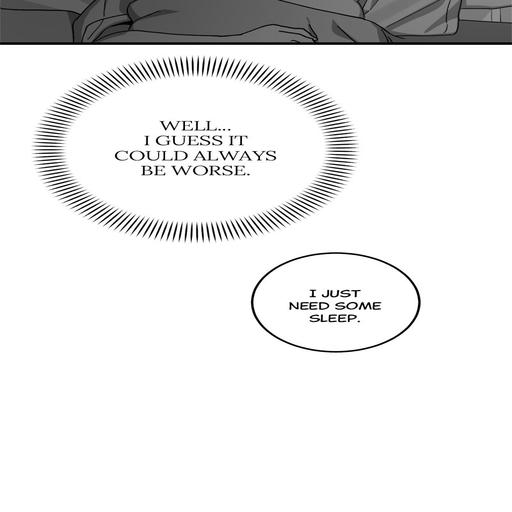 WELL...
I GUESS IT
COULD ALWAYS
BE WORSE.
I JUST
NEED SOME
SLEEP.